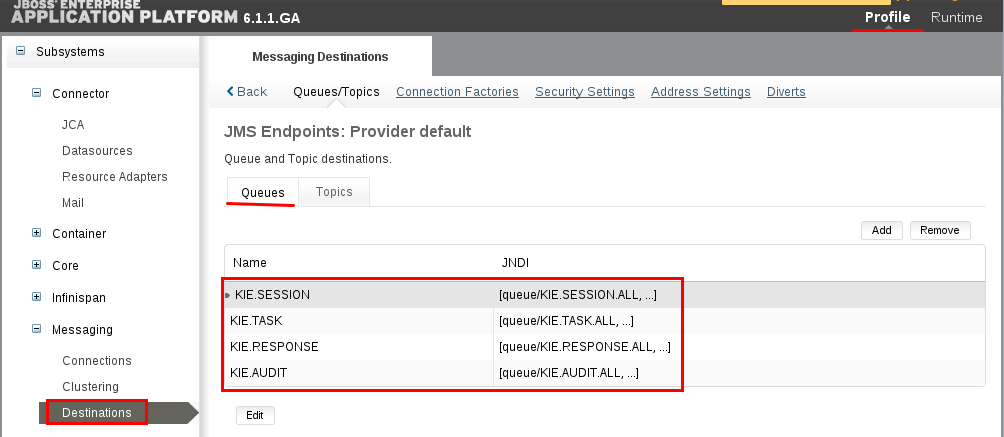 JBOSS' ENTERPRISE
APPLICATION PLATFORM 6.1.1.GA
Profile Runtime
Subsystems
Connector
JCA
Datasources
Resource Adapters
Mail
Container
Core
Infinispan
Messaging
Connections
Clustering
Destinations
Messaging Destinations
Back Queues/Topics Connection Factories Security Settings Address Settings Diverts
JMS Endpoints: Provider default
Queue and Topic destinations.
Queues Topics
Add Remove
Name JNDI
KIE.SESSION [queue/KIE.SESSION.ALL, ...]
KIE.TASK [queue/KIE.TASK.ALL, ...]
KIE.RESPONSE [queue/KIE.RESPONSE.ALL, ...]
KIE.AUDIT [queue/KIE.AUDIT.ALL, ...]
Edit